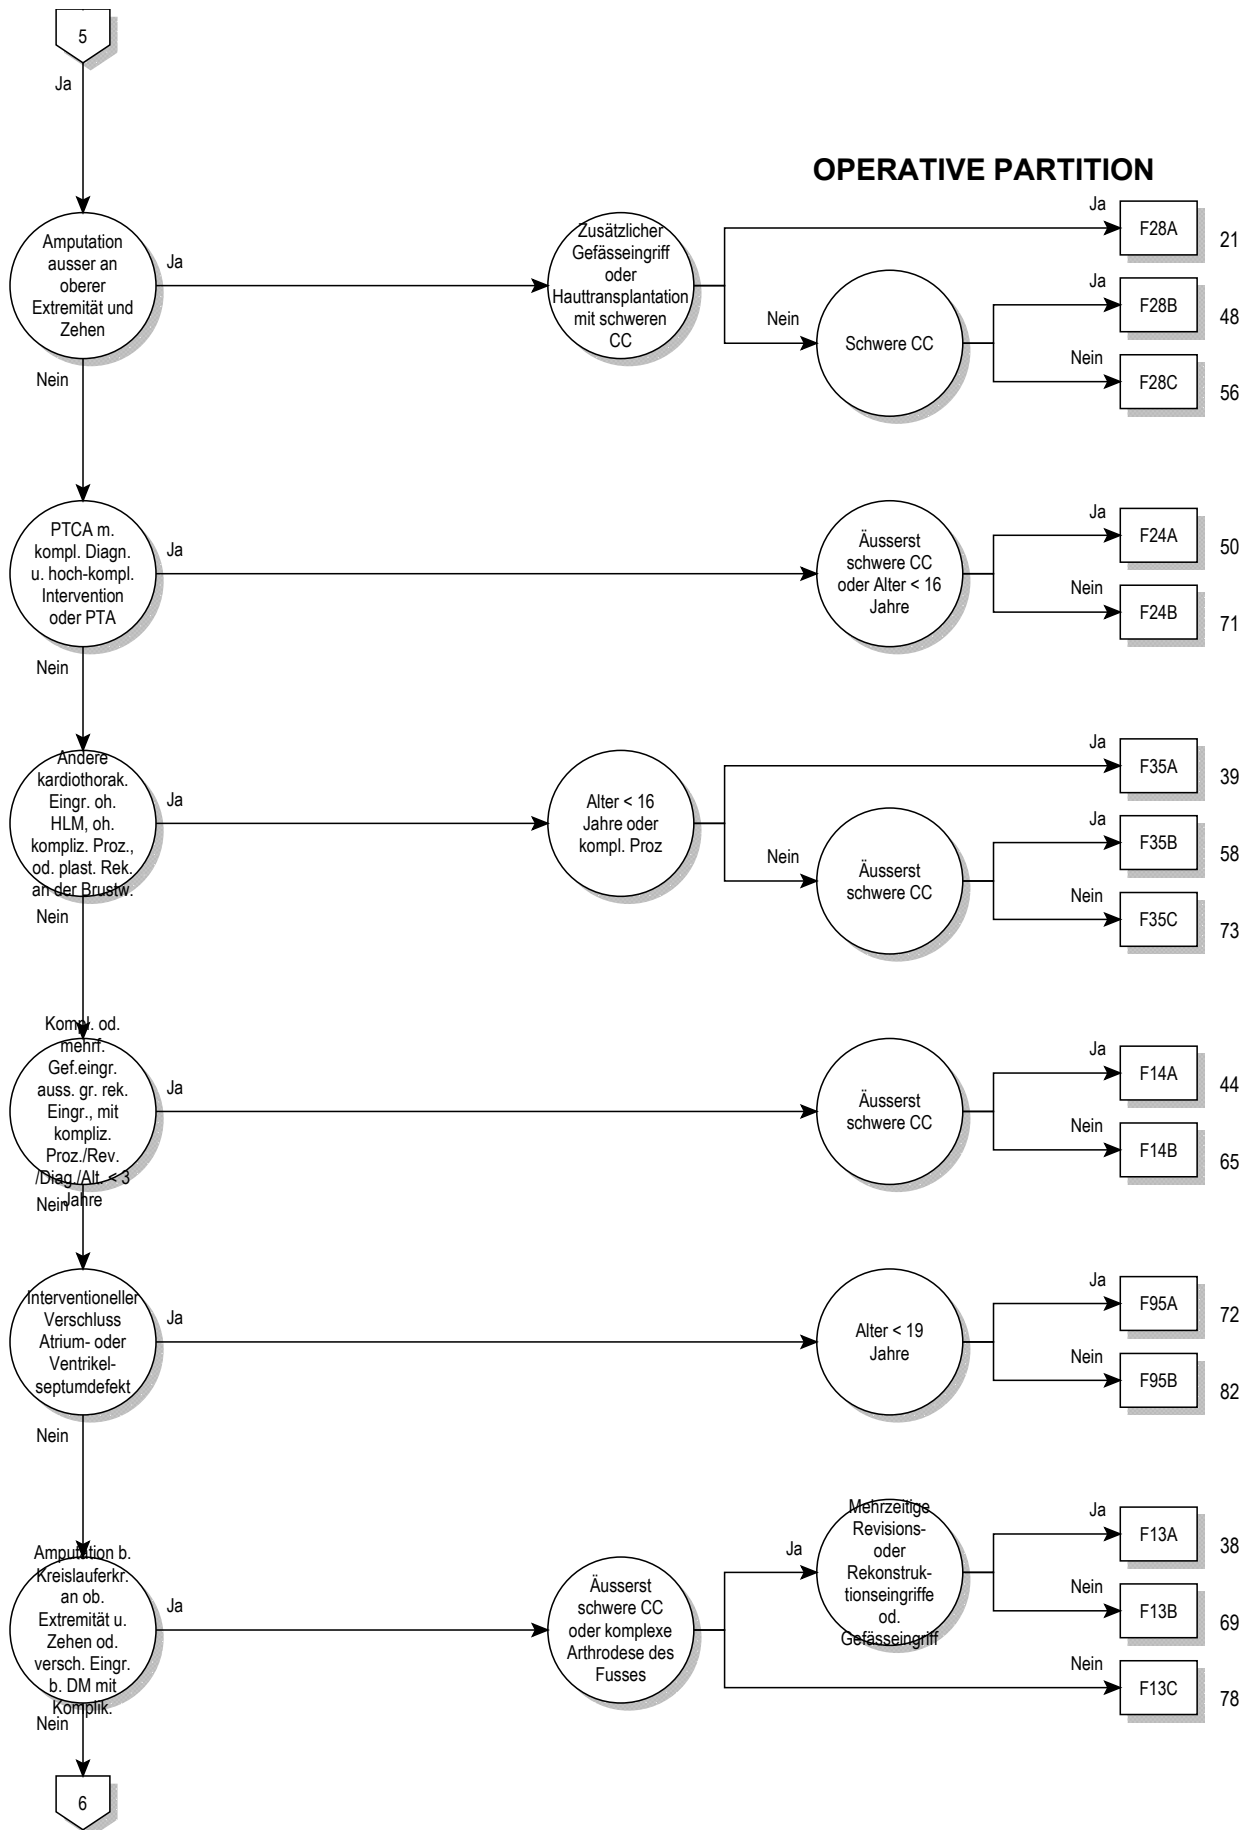 5
Ja
OPERATIVE PARTITION
Amputation
ausser an
oberer
Extremität und
Zehen
Ja
Zusätzlicher
Gefässeingriff
oder
Hauttransplantation
mit schweren
CC
Ja
F28A
21
Nein
Schwere CC
Ja
F28B
48
Nein
F28C
56
Nein
PTCA m.
kompl. Diagn.
u. hoch-kompl.
Intervention
oder PTA
Ja
Äusserst
schwere CC
oder Alter < 16
Jahre
Ja
F24A
50
Nein
F24B
71
Nein
Andere
kardiothorak.
Eingr. oh.
HLM, oh.
kompliz. Proz.,
od. plast. Rek.
an der Brustw.
Ja
Alter < 16
Jahre oder
kompl. Proz
Ja
F35A
39
Nein
Äusserst
schwere CC
Ja
F35B
58
Nein
F35C
73
Nein
Kompl. od.
mehrf.
Gef.eingr.
auss. gr. rek.
Eingr., mit
kompliz.
Proz./Rev.
/Diag./Alt. < 3
Jahre
Ja
Äusserst
schwere CC
Ja
F14A
44
Nein
F14B
65
Nein
Interventioneller
Verschluss
Atrium- oder
Ventrikel-
septumdefekt
Ja
Alter < 19
Jahre
Ja
F95A
72
Nein
F95B
82
Nein
Amputation b.
Kreislauferkr.
an ob.
Extremität u.
Zehen od.
versch. Eingr.
b. DM mit
Komplik.
Ja
Äusserst
schwere CC
oder komplexe
Arthrodese des
Fusses
Ja
Mehrzeitige
Revisions-
oder
Rekonstruk-
tionseingriffe
od.
Gefässeingriff
Ja
F13A
38
Nein
F13B
69
Nein
F13C
78
Nein
6